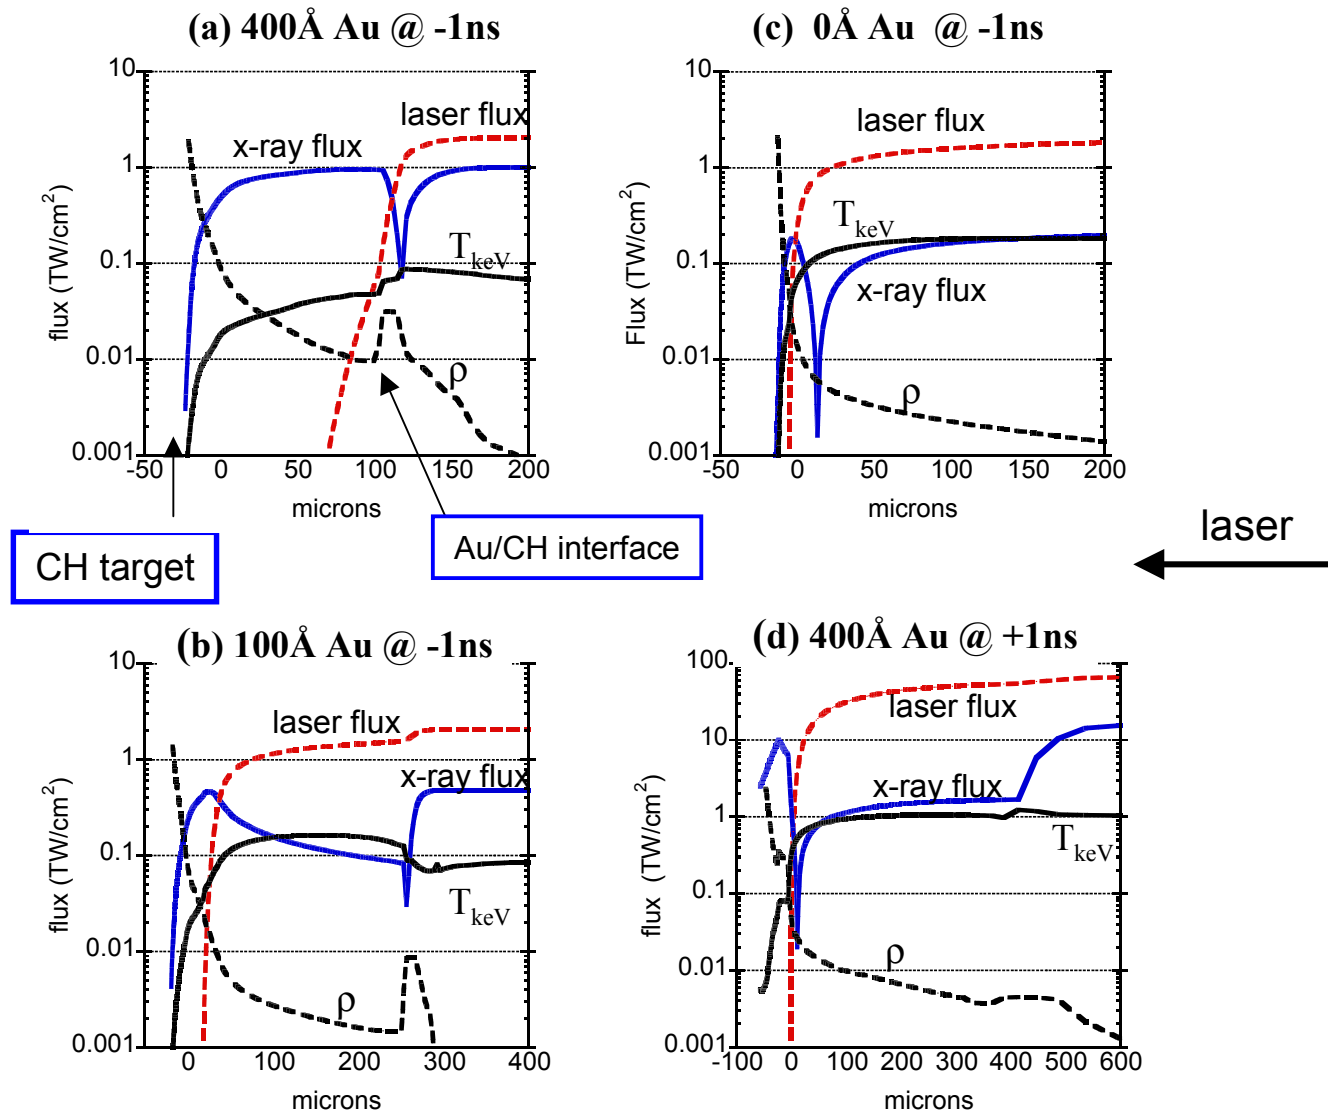 (a) 400Å Au @ -1ns
10
1
0.1
0.01
0.001
flux (TW/cm2)
laser flux
x-ray flux
TkeV
ρ
-50 0 50 100 150 200
microns
(c) 0Å Au @ -1ns
10
1
0.1
0.01
0.001
Flux (TW/cm2)
laser flux
TkeV
x-ray flux
ρ
-50 0 50 100 150 200
microns
CH target
Au/CH interface
laser
(b) 100Å Au @ -1ns
10
1
0.1
0.01
0.001
flux (TW/cm2)
laser flux
x-ray flux
TkeV
ρ
0 100 200 300 400
microns
(d) 400Å Au @ +1ns
100
10
1
0.1
0.01
0.001
flux (TW/cm2)
laser flux
x-ray flux
TkeV
ρ
-100 0 100 200 300 400 500 600
microns